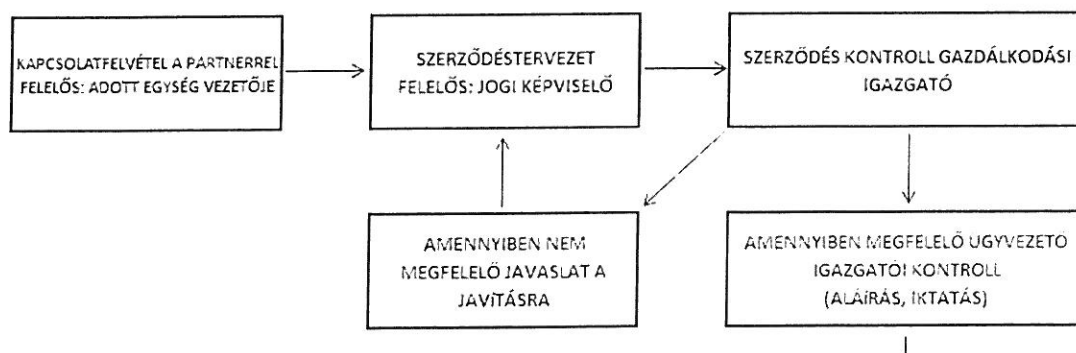 KAPCSOLATFELVÉTEL A PARTNERREL
FELELŐS: ADOTT EGYSÉG VEZETŐJE
SZERZŐDÉSTERVEZET
FELELŐS: JOGI KÉPVISELŐ
SZERZŐDÉS KONTROLL GAZDÁLKODÁSI
IGAZGATÓ
AMENNYIBEN NEM
MEGFELELŐ JAVASLAT A
JAVÍTÁSRA
AMENNYIBEN MEGFELELŐ ÜGYVEZETŐ
IGAZGATÓI KONTROLL
(ALÁÍRÁS, IKTATÁS)